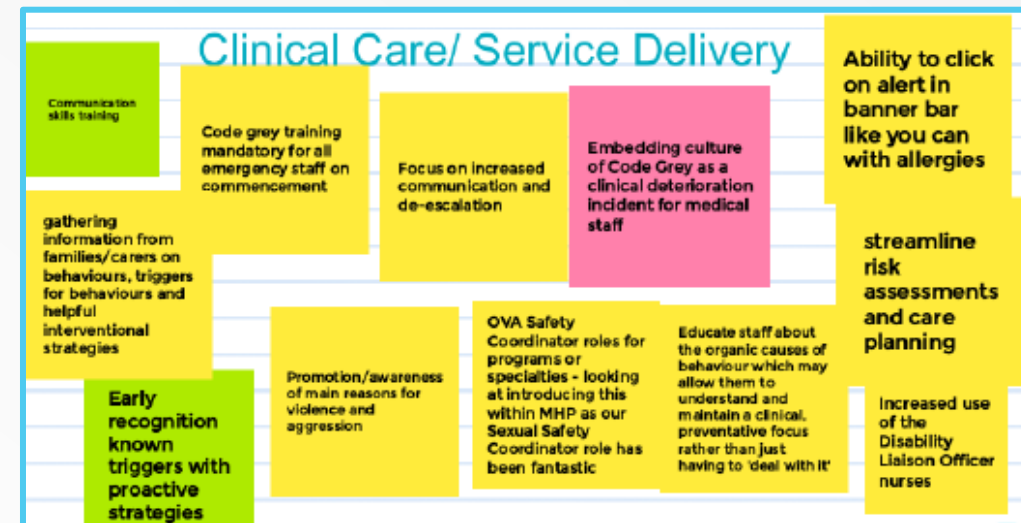 Clinical Care/ Service Delivery
Communication
skills training
Code grey training
mandatory for all
emergency staff on
commencement
Focus on increased
communication and
de-escalation
Embedding culture
of Code Grey as a
clinical deterioration
incident for medical
staff
Ability to click
on alert in
banner bar
like you can
with allergies
gathering
information from
families/carers on
behaviours, triggers
for behaviours and
helpful
interventional
strategies
streamline
risk
assessments
and care
planning
Early
recognition
known
triggers with
proactive
strategies
Promotion/awareness
of main reasons for
violence and
aggression
OVA Safety
Coordinator roles for
programs or
specialties - looking
at introducing this
within MHP as our
Sexual Safety
Coordinator role has
been fantastic
Educate staff about
the organic causes of
behaviour which may
allow them to
understand and
maintain a clinical,
preventative focus
rather than just
having to 'deal with it'
Increased use
of the
Disability
Liaison Officer
nurses